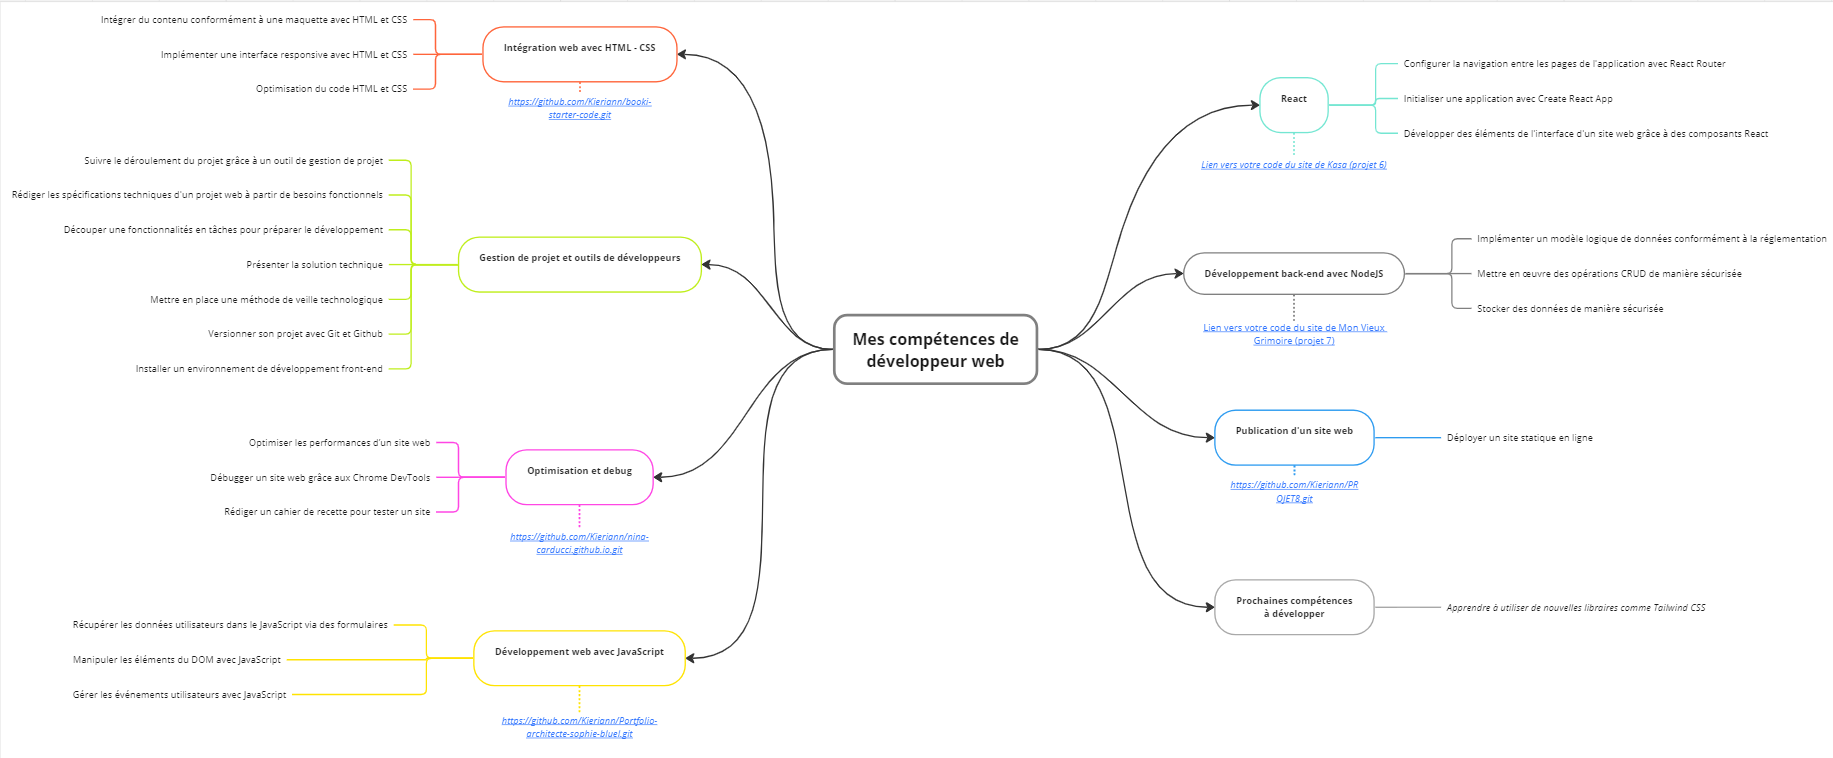 Intégrer du contenu conformément à une maquette avec HTML et CSS
Implémenter une interface responsive avec HTML et CSS
Optimisation du code HTML et CSS
Intégration web avec HTML - CSS
https://github.com/Kieriann/booki-
starter-code.git
Suivre le déroulement du projet grâce à un outil de gestion de projet
Rédiger les spécifications techniques d'un projet web à partir de besoins fonctionnels
Découper une fonctionnalités en tâches pour préparer le développement
Présenter la solution technique
Mettre en place une méthode de veille technologique
Versionner son projet avec Git et Github
Installer un environnement de développement front-end
Gestion de projet et outils de développeurs
Optimiser les performances d'un site web
Débugger un site web grâce aux Chrome DevTools
Rédiger un cahier de recette pour tester un site
Optimisation et debug
https://github.com/Kieriann/nina-
carducci.github.io.git
Récupérer les données utilisateurs dans le JavaScript via des formulaires
Manipuler les éléments du DOM avec JavaScript
Gérer les événements utilisateurs avec JavaScript
Développement web avec JavaScript
https://github.com/Kieriann/Portfolio-
architecte-sophie-bluel.git
Mes compétences de
développeur web
React
Lien vers votre code du site de Kasa (projet 6)
Configurer la navigation entre les pages de l'application avec React Router
Initialiser une application avec Create React App
Développer des éléments de l'interface d'un site web grâce à des composants React
Développement back-end avec NodeJS
Lien vers votre code du site de Mon Vieux
Grimoire (projet 7)
Implémenter un modèle logique de données conformément à la réglementation
Mettre en œuvre des opérations CRUD de manière sécurisée
Stocker des données de manière sécurisée
Publication d'un site web
https://github.com/Kieriann/PR
OJET8.git
Déployer un site statique en ligne
Prochaines compétences
à développer
Apprendre à utiliser de nouvelles libraires comme Tailwind CSS